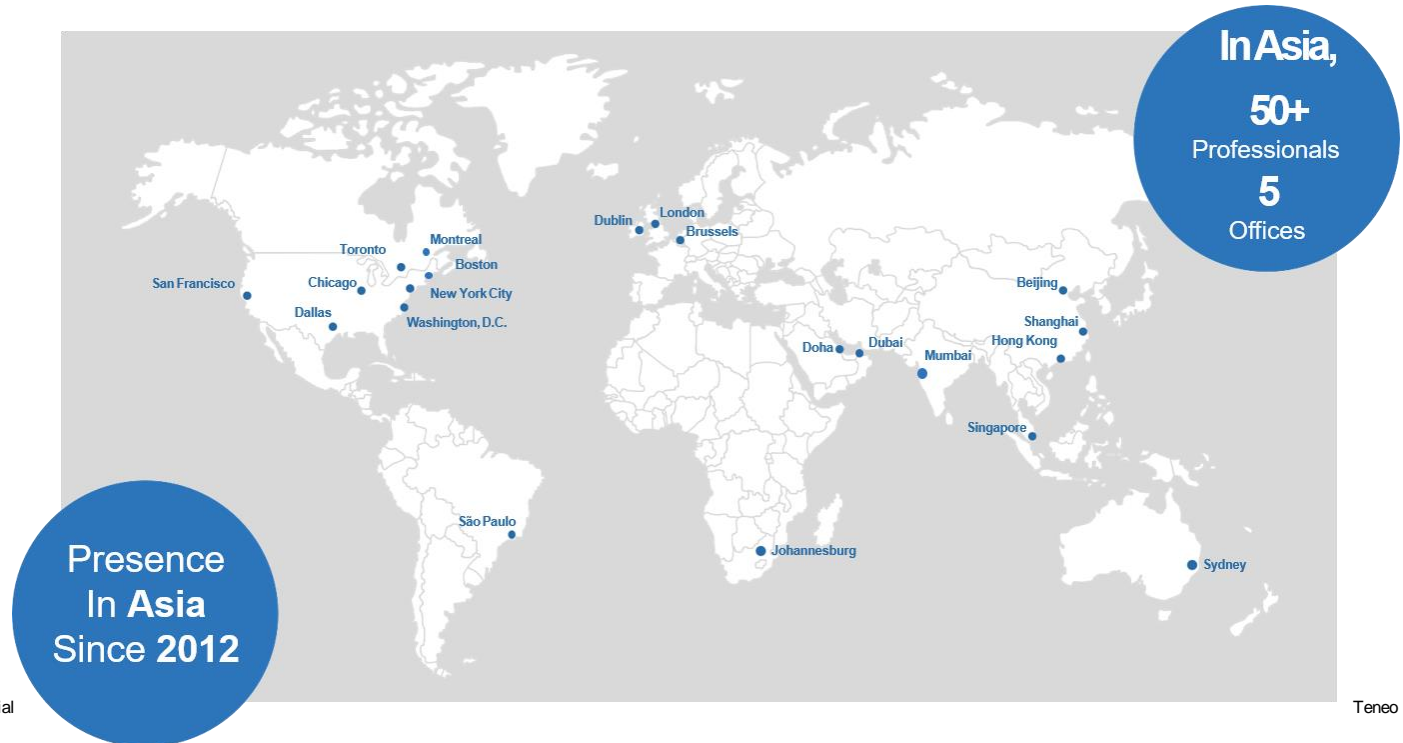 In Asia,
50+
Professionals
5
Offices
Dublin
London
Brussels
Toronto
Montreal
Boston
San Francisco
Chicago
New York City
Dallas
Washington, D.C.
Beijing
Shanghai
Hong Kong
Doha
Dubai
Mumbai
Singapore
São Paulo
Johannesburg
Sydney
Presence
In Asia
Since 2012
ial
Teneo